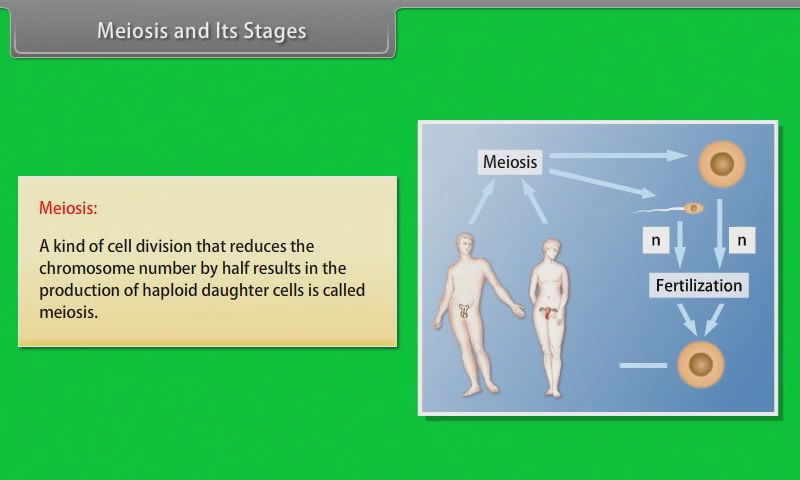 Meiosis and Its Stages
Meiosis:
A kind of cell division that reduces the
chromosome number by half results in the
production of haploid daughter cells is called
meiosis.
Meiosis
n
n
Fertilization